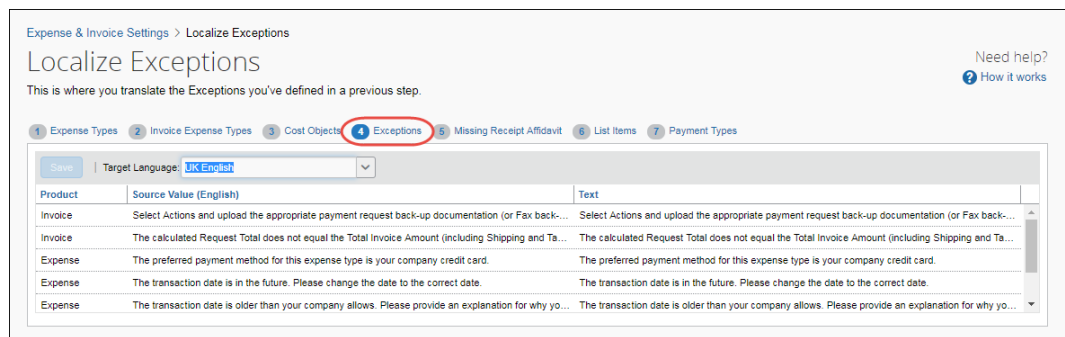 Expense & Invoice Settings > Localize Exceptions
Localize Exceptions
Need help?
? How it works
This is where you translate the Exceptions you've defined in a previous step.
1 Expense Types 2 Invoice Expense Types 3 Cost Objects 4 Exceptions 5 Missing Receipt Affidavit 6 List Items 7 Payment Types
Save | Target Language: UK English
Product Source Value (English) Text
Invoice Select Actions and upload the appropriate payment request back-up documentation (or Fax back-... Select Actions and upload the appropriate payment request back-up documentation (or Fax back-...
Invoice The calculated Request Total does not equal the Total Invoice Amount (including Shipping and Ta... The calculated Request Total does not equal the Total Invoice Amount (including Shipping and Ta...
Expense The preferred payment method for this expense type is your company credit card. The preferred payment method for this expense type is your company credit card.
Expense The transaction date is in the future. Please change the date to the correct date. The transaction date is in the future. Please change the date to the correct date.
Expense The transaction date is older than your company allows. Please provide an explanation for why yo... The transaction date is older than your company allows. Please provide an explanation for why yo...